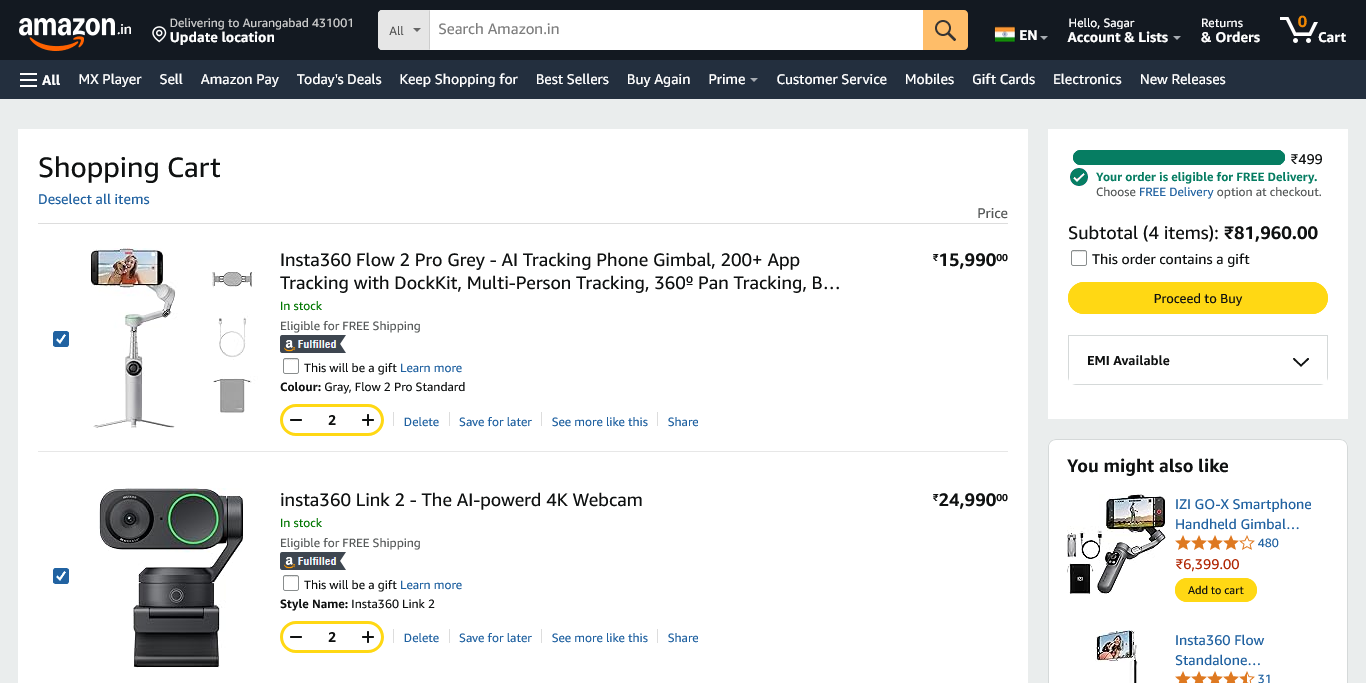 amazon.in
Delivering to Aurangabad 431001
Update location
All
Search Amazon.in
EN
Hello, Sagar
Account & Lists
Returns
& Orders
0
Cart
All
MX Player
Sell
Amazon Pay
Today's Deals
Keep Shopping for
Best Sellers
Buy Again
Prime
Customer Service
Mobiles
Gift Cards
Electronics
New Releases
Shopping Cart
Deselect all items
Price
Insta360 Flow 2 Pro Grey - AI Tracking Phone Gimbal, 200+ App
Tracking with DockKit, Multi-Person Tracking, 360º Pan Tracking, B…
₹15,99000
In stock
Eligible for FREE Shipping
a Fulfilled
This will be a gift Learn more
Colour: Gray, Flow 2 Pro Standard
− 2 +
Delete
Save for later
See more like this
Share
insta360 Link 2 - The AI-powerd 4K Webcam
₹24,99000
In stock
Eligible for FREE Shipping
a Fulfilled
This will be a gift Learn more
Style Name: Insta360 Link 2
− 2 +
Delete
Save for later
See more like this
Share
₹499
Your order is eligible for FREE Delivery.
Choose FREE Delivery option at checkout.
Subtotal (4 items): ₹81,960.00
This order contains a gift
Proceed to Buy
EMI Available
You might also like
IZI GO-X Smartphone
Handheld Gimbal…
480
₹6,399.00
Add to cart
Insta360 Flow
Standalone…
31